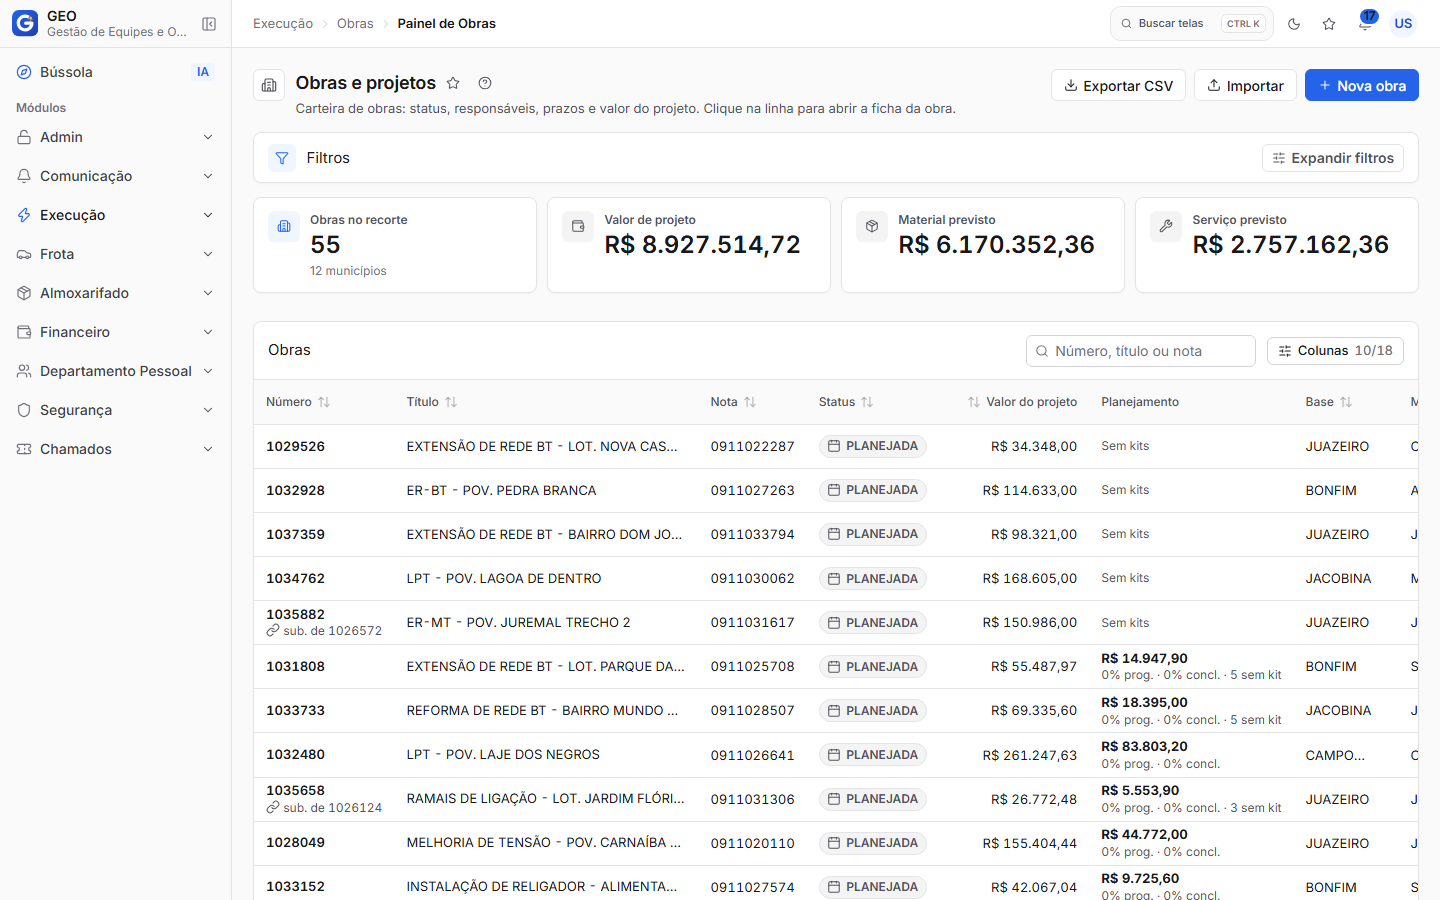 GEO
Gestão de Equipes e O...
Execução
Obras
Painel de Obras
Buscar telas
CTRL K
17
US
Bússola
IA
Módulos
Admin
Comunicação
Execução
Frota
Almoxarifado
Financeiro
Departamento Pessoal
Segurança
Chamados
Obras e projetos
Carteira de obras: status, responsáveis, prazos e valor do projeto. Clique na linha para abrir a ficha da obra.
Exportar CSV
Importar
Nova obra
Filtros
Expandir filtros
Obras no recorte
55
12 municípios
Valor de projeto
R$ 8.927.514,72
Material previsto
R$ 6.170.352,36
Serviço previsto
R$ 2.757.162,36
Obras
Número, título ou nota
Colunas 10/18
Número Título Nota Status Valor do projeto Planejamento Base M
1029526 EXTENSÃO DE REDE BT - LOT. NOVA CAS... 0911022287 PLANEJADA R$ 34.348,00 Sem kits JUAZEIRO C
1032928 ER-BT - POV. PEDRA BRANCA 0911027263 PLANEJADA R$ 114.633,00 Sem kits BONFIM A
1037359 EXTENSÃO DE REDE BT - BAIRRO DOM JO... 0911033794 PLANEJADA R$ 98.321,00 Sem kits JUAZEIRO J
1034762 LPT - POV. LAGOA DE DENTRO 0911030062 PLANEJADA R$ 168.605,00 Sem kits JACOBINA M
1035882 ER-MT - POV. JUREMAL TRECHO 2 0911031617 PLANEJADA R$ 150.986,00 Sem kits JUAZEIRO J
sub. de 1026572
1031808 EXTENSÃO DE REDE BT - LOT. PARQUE DA... 0911025708 PLANEJADA R$ 55.487,97 R$ 14.947,90 BONFIM S
0% prog. · 0% concl. · 5 sem kit
1033733 REFORMA DE REDE BT - BAIRRO MUNDO ... 0911028507 PLANEJADA R$ 69.335,60 R$ 18.395,00 JACOBINA J
0% prog. · 0% concl. · 5 sem kit
1032480 LPT - POV. LAJE DOS NEGROS 0911026641 PLANEJADA R$ 261.247,63 R$ 83.803,20 CAMPO... C
0% prog. · 0% concl.
1035658 RAMAIS DE LIGAÇÃO - LOT. JARDIM FLÓRI... 0911031306 PLANEJADA R$ 26.772,48 R$ 5.553,90 JUAZEIRO J
sub. de 1026124 0% prog. · 0% concl. · 3 sem kit
1028049 MELHORIA DE TENSÃO - POV. CARNAÍBA ... 0911020110 PLANEJADA R$ 155.404,44 R$ 44.772,00 JUAZEIRO J
0% prog. · 0% concl.
1033152 INSTALAÇÃO DE RELIGADOR - ALIMENTA... 0911027574 PLANEJADA R$ 42.067,04 R$ 9.725,60 BONFIM S
0% prog. · 0% concl.